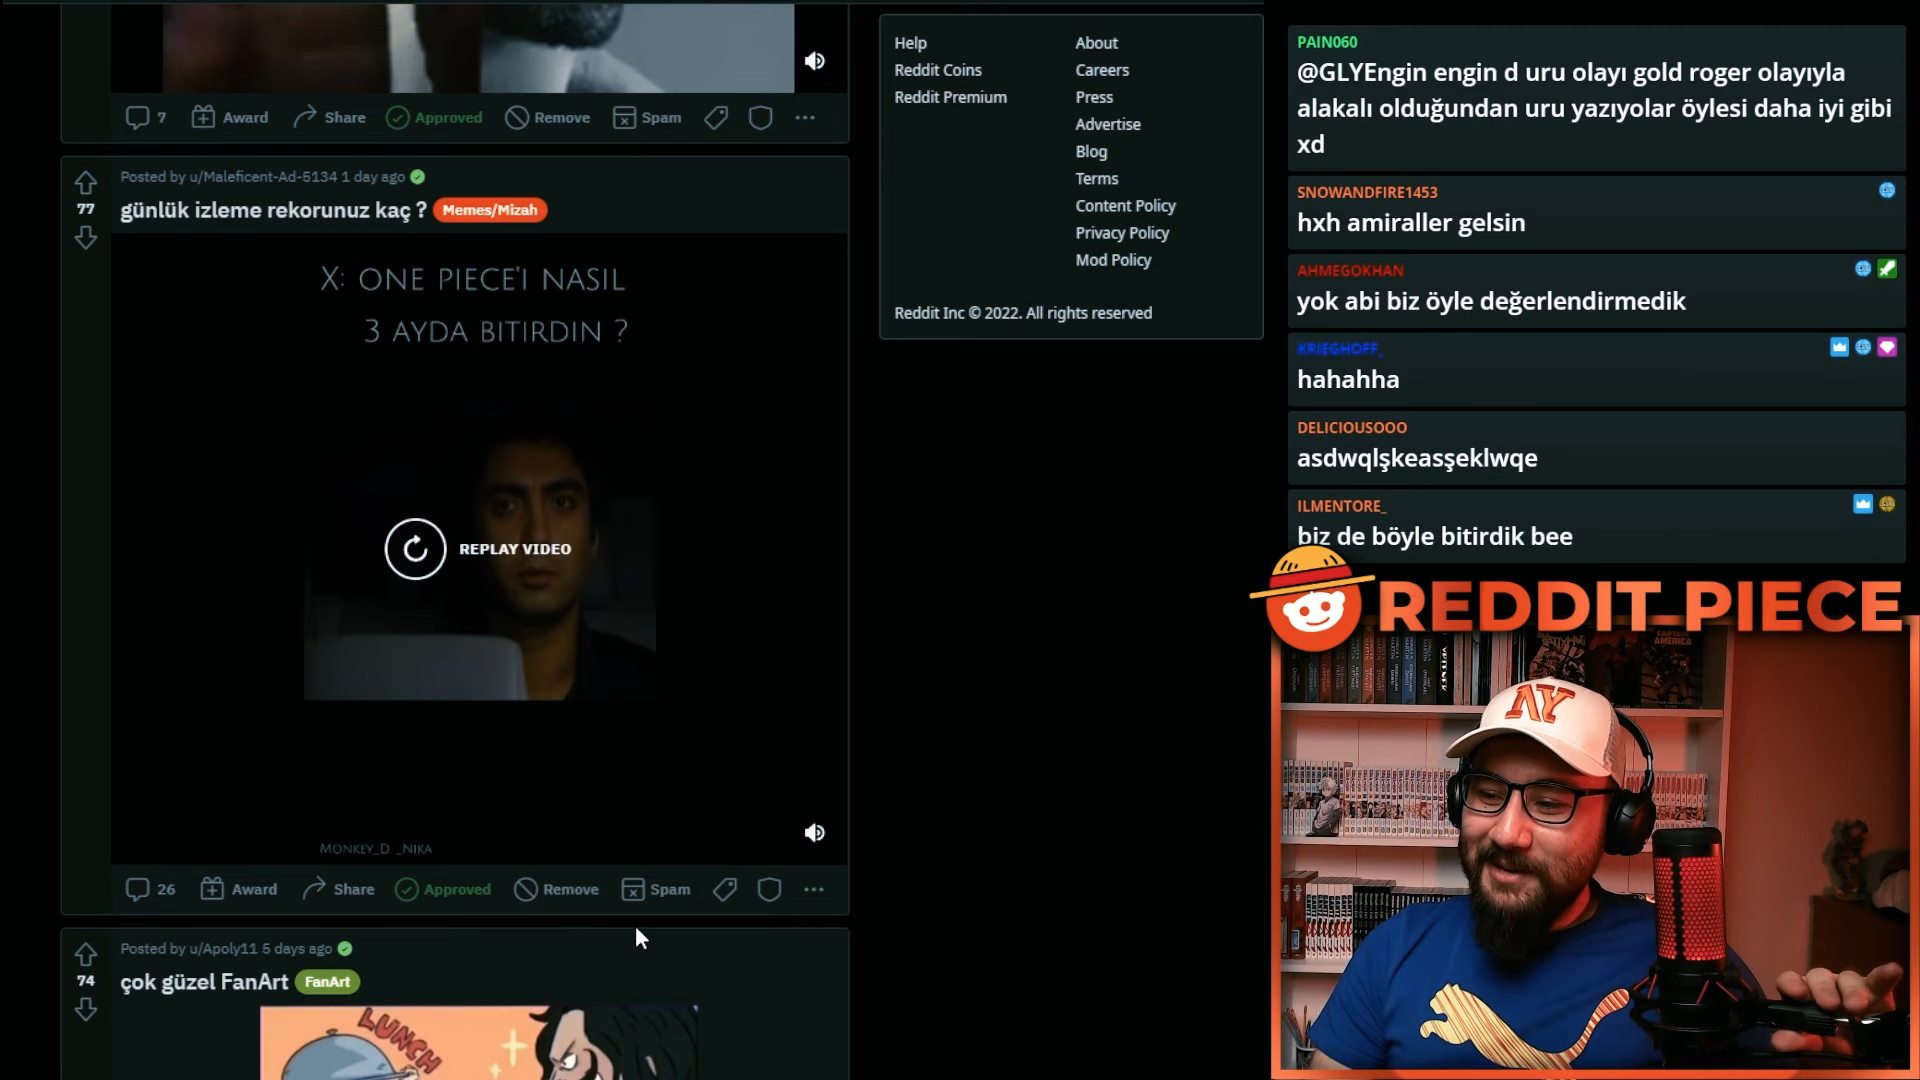 7 Award Share Approved Remove Spam
Posted by u/Maleficent-Ad-5134 1 day ago
77
günlük izleme rekorunuz kaç ? Memes/Mizah
X: ONE PIECE'İ NASIL
3 AYDA BITIRDIN ?
REPLAY VIDEO
MONKEY_D. _NIKA
26 Award Share Approved Remove Spam
Posted by u/Apoly11 5 days ago
74
çok güzel FanArt FanArt
LUNCH
Help
Reddit Coins
Reddit Premium
About
Careers
Press
Advertise
Blog
Terms
Content Policy
Privacy Policy
Mod Policy
Reddit Inc © 2022. All rights reserved
PAIN060
@GLYEngin engin d uru olayı gold roger olayıyla
alakalı olduğundan uru yazıyolar öylesi daha iyi gibi
xd
SNOWANDFIRE1453
hxh amiraller gelsin
AHMEGOKHAN
yok abi biz öyle değerlendirmedik
KRIEGHOFF_
hahahha
DELICIOUSOOO
asdwqlşkeasşeklwqe
ILMENTORE_
biz de böyle bitirdik bee
REDDIT PIECE
CAPTAIN
AMERICA
NY